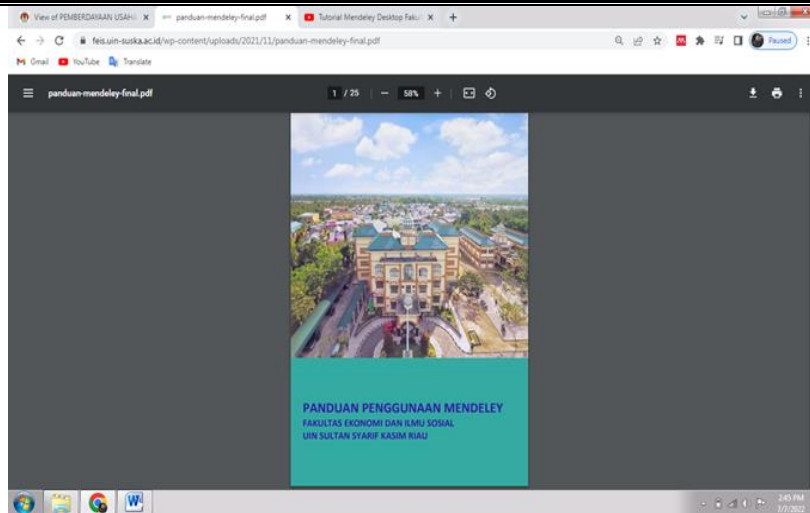 View of PEMBERDAYAAN USAHA
panduan-mendeley-final.pdf
Tutorial Mendeley Desktop Faku
feis.uin-suska.ac.id/wp-content/uploads/2021/11/panduan-mendeley-final.pdf
Paused
Gmail
YouTube
Translate
panduan-mendeley-final.pdf
1 / 25
58%
PANDUAN PENGGUNAAN MENDELEY
FAKULTAS EKONOMI DAN ILMU SOSIAL
UIN SULTAN SYARIF KASIM RIAU
2:45 PM
7/7/2022